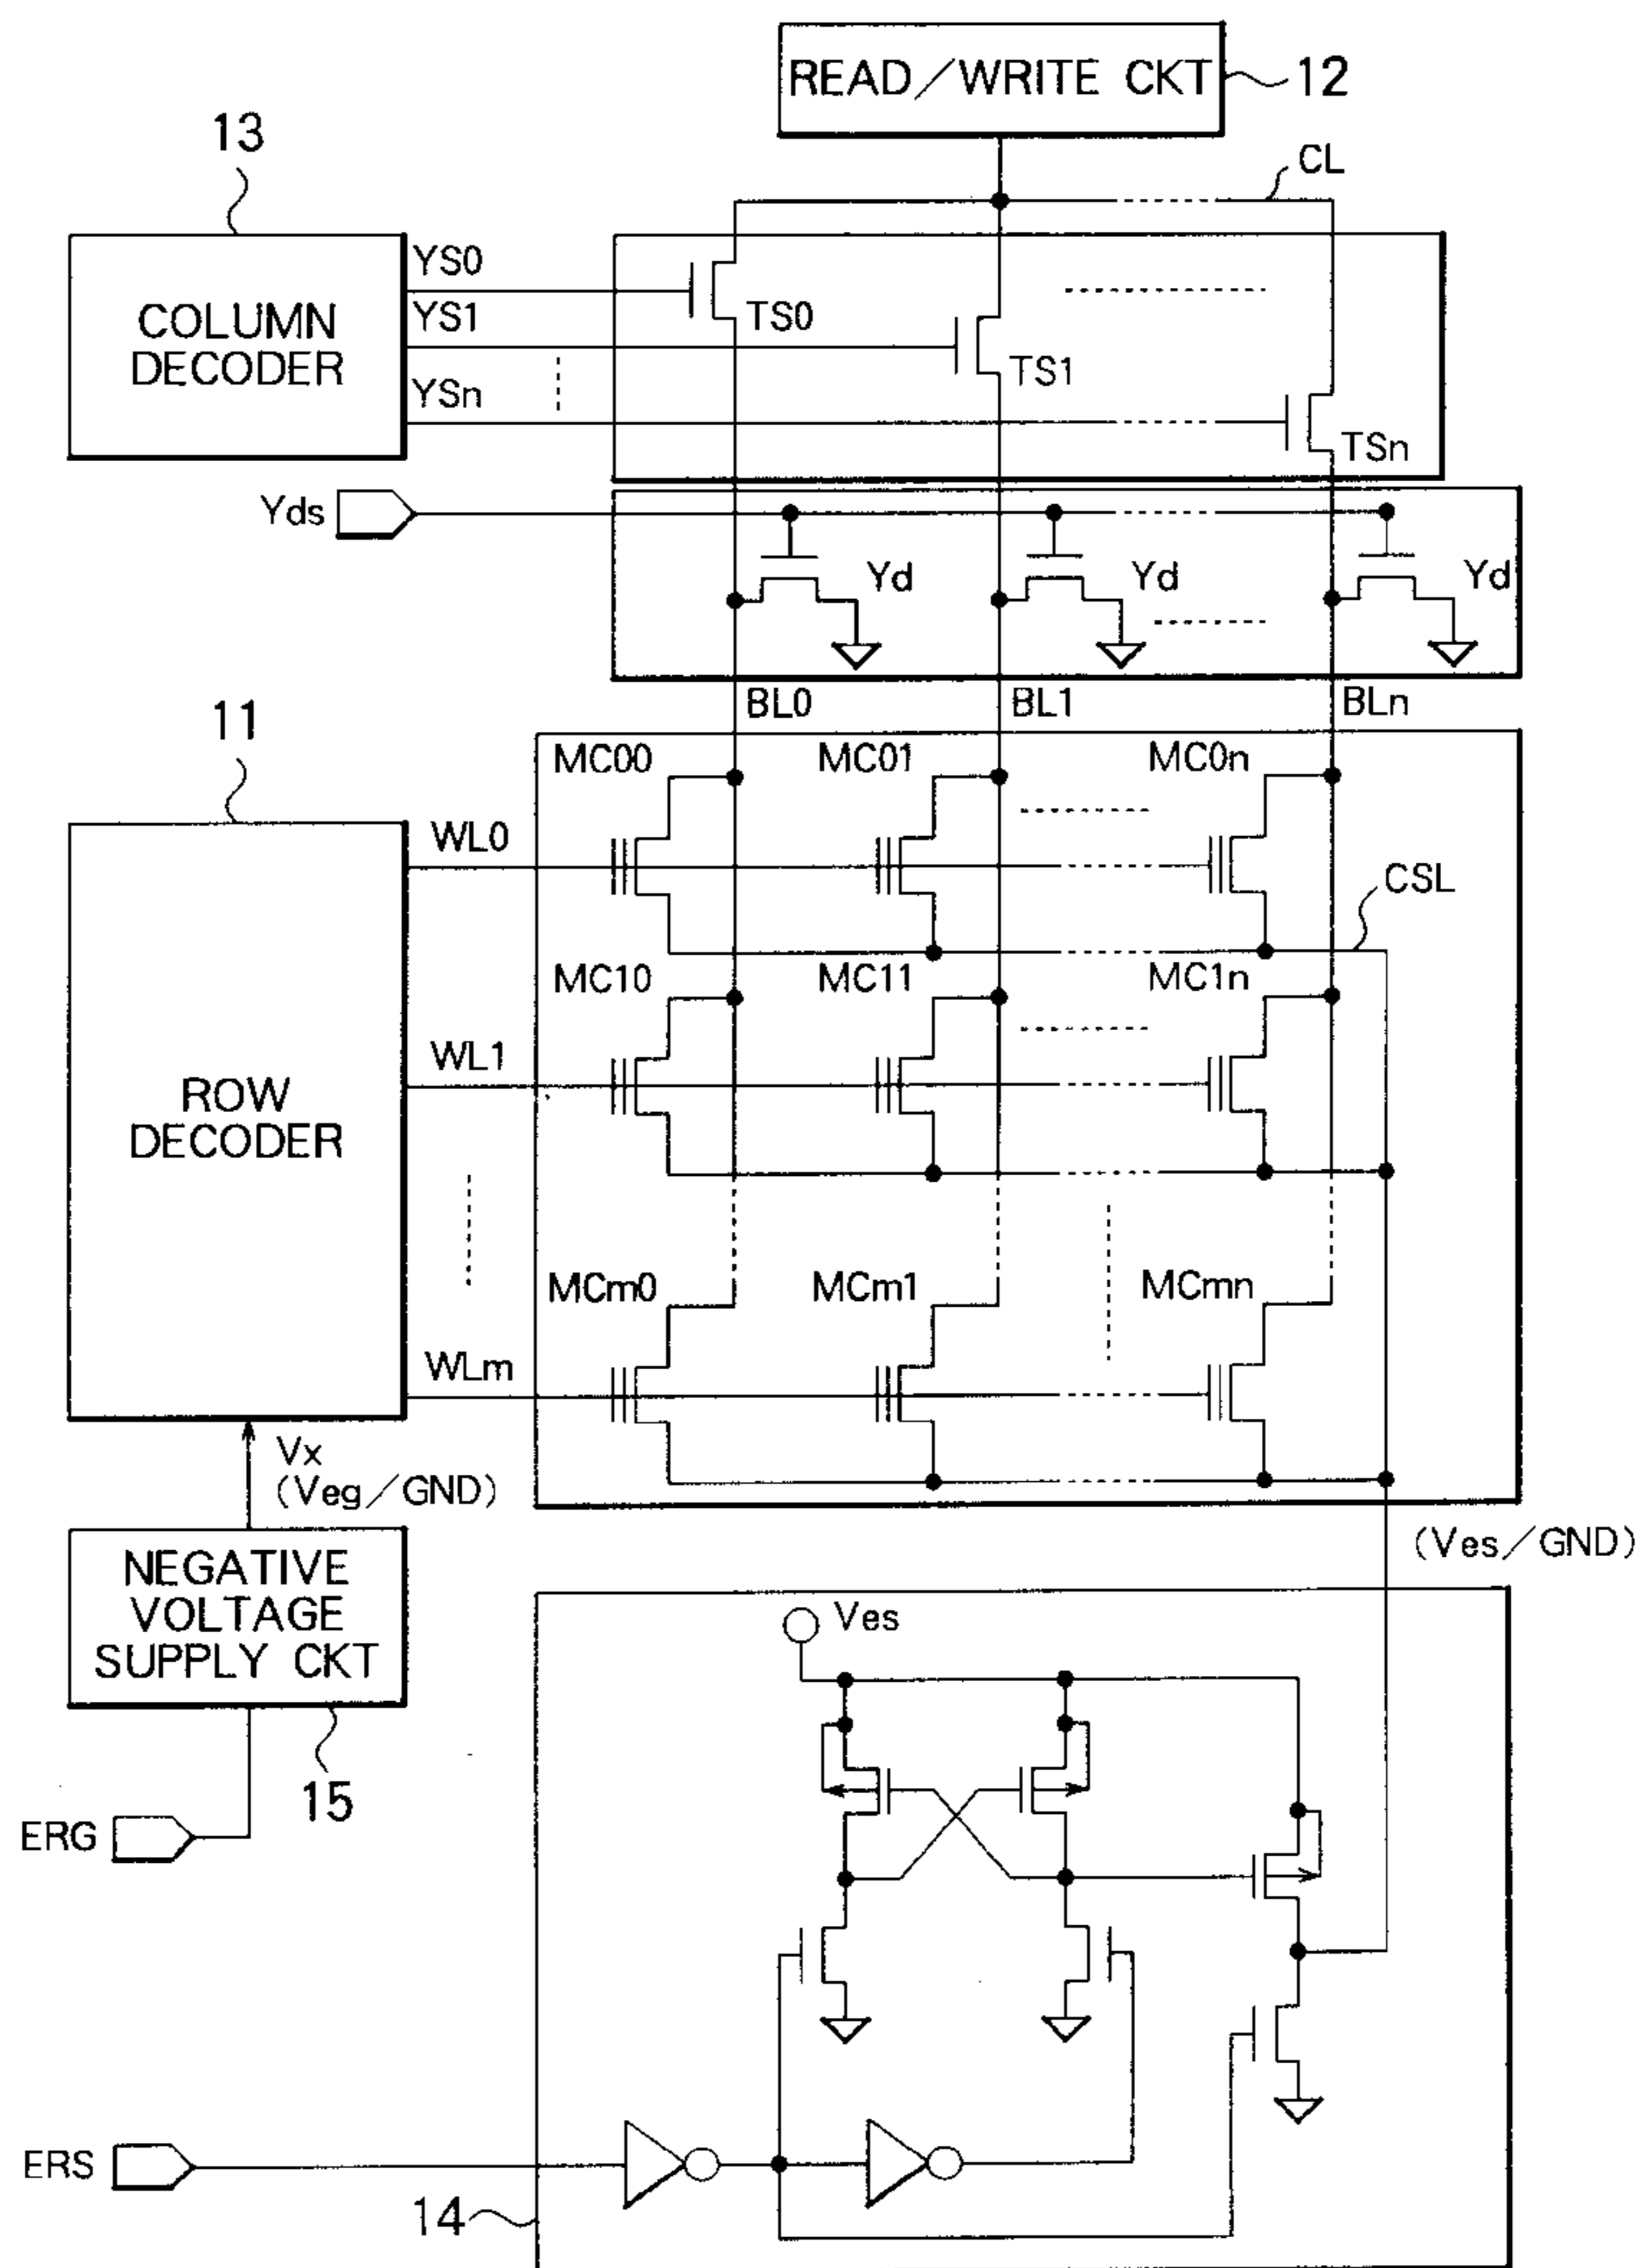 READ/WRITE CKT
12
CL
13
COLUMN
DECODER
YS0
YS1
YSn
TS0
TS1
TSn
Yds
Yd
Yd
Yd
BL0
BL1
BLn
11
ROW
DECODER
MC00
MC01
MC0n
WL0
CSL
MC10
MC11
MC1n
WL1
MCm0
MCm1
MCmn
WLm
Vx
(Veg/GND)
(Ves/GND)
NEGATIVE
VOLTAGE
SUPPLY CKT
15
Ves
ERG
ERS
14